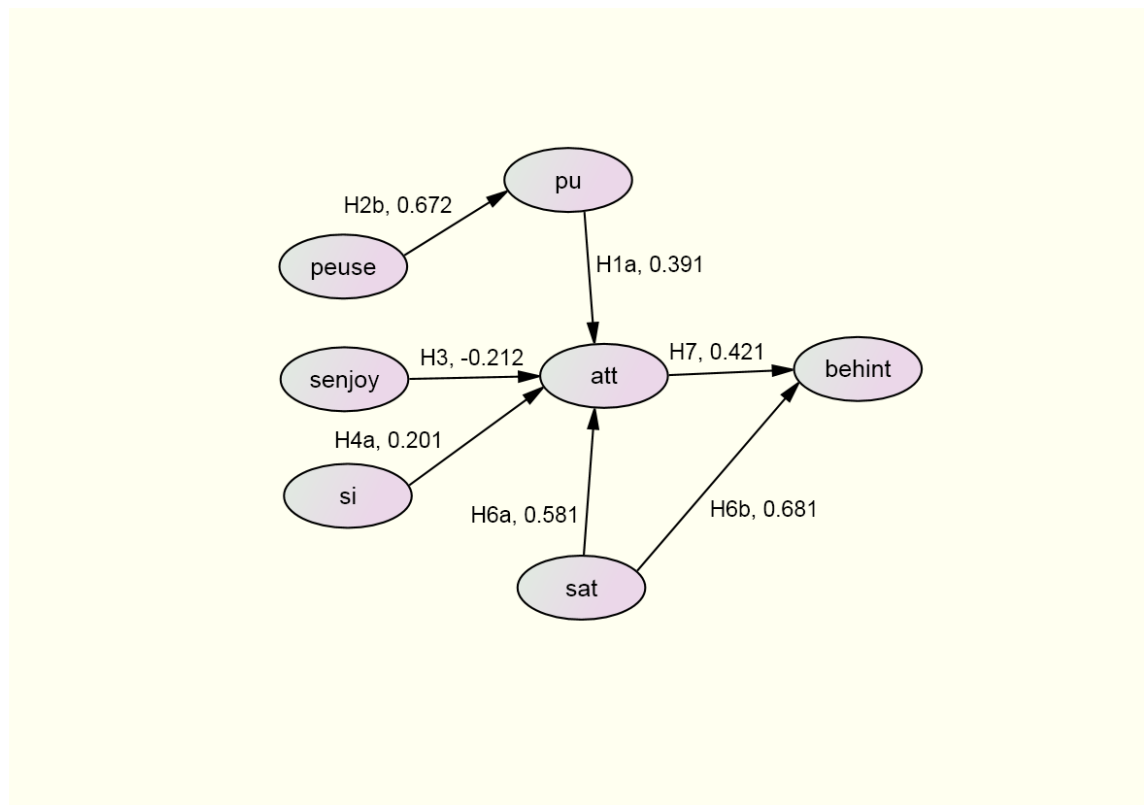 pu
H2b, 0.672
peuse
H1a, 0.391
H3, -0.212
senjoy
att
H7, 0.421
behint
H4a, 0.201
si
H6a, 0.581
H6b, 0.681
sat